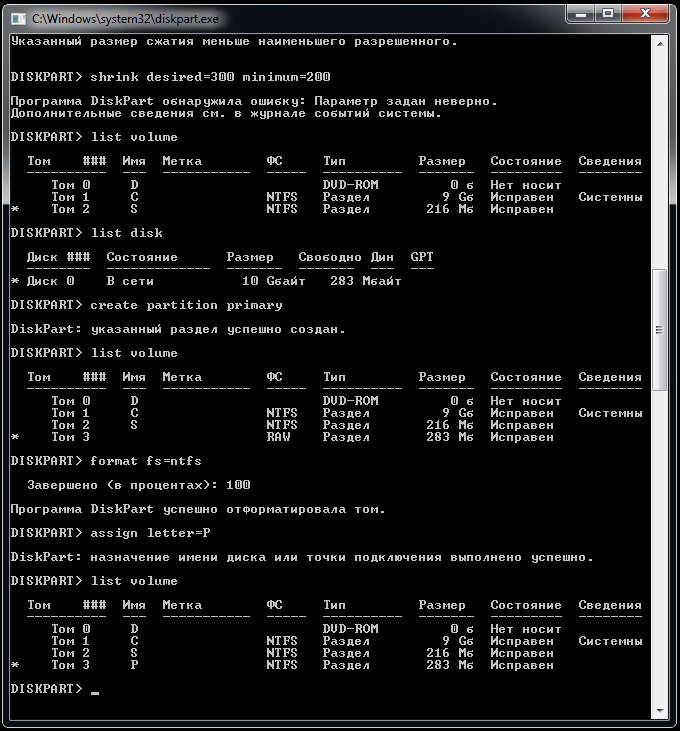 C:\Windows\system32\diskpart.exe
Указанный размер сжатия меньше наименьшего разрешенного.
DISKPART> shrink desired=300 minimum=200
Программа DiskPart обнаружила ошибку: Параметр задан неверно.
Дополнительные сведения см. в журнале событий системы.
DISKPART> list volume
Том ### Имя Метка ФС Тип Размер Состояние Сведения
---------- --- ----------- ----- ---------- ------- --------- --------
Том 0 D DVD-ROM 0 б Нет носит
Том 1 C NTFS Раздел 9 Gб Исправен Системны
* Том 2 S NTFS Раздел 216 Mб Исправен
DISKPART> list disk
Диск ### Состояние Размер Свободно Дин GPT
-------- ------------- ------- ------- --- ---
* Диск 0 В сети 10 Gбайт 283 Mбайт
DISKPART> create partition primary
DiskPart: указанный раздел успешно создан.
DISKPART> list volume
Том ### Имя Метка ФС Тип Размер Состояние Сведения
---------- --- ----------- ----- ---------- ------- --------- --------
Том 0 D DVD-ROM 0 б Нет носит
Том 1 C NTFS Раздел 9 Gб Исправен Системны
Том 2 S NTFS Раздел 216 Mб Исправен
* Том 3 RAW Раздел 283 Mб Исправен
DISKPART> format fs=ntfs
Завершено (в процентах): 100
Программа DiskPart успешно отформатировала том.
DISKPART> assign letter=P
DiskPart: назначение имени диска или точки подключения выполнено успешно.
DISKPART> list volume
Том ### Имя Метка ФС Тип Размер Состояние Сведения
---------- --- ----------- ----- ---------- ------- --------- --------
Том 0 D DVD-ROM 0 б Нет носит
Том 1 C NTFS Раздел 9 Gб Исправен Системны
Том 2 S NTFS Раздел 216 Mб Исправен
* Том 3 P NTFS Раздел 283 Mб Исправен
DISKPART> _